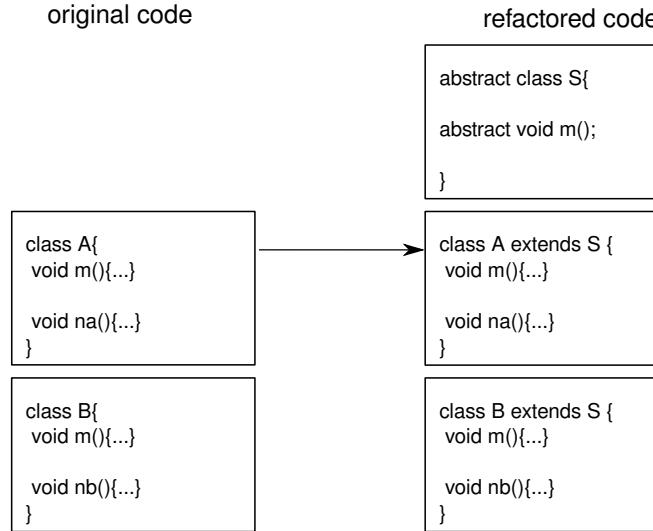 original code
refactored code
abstract class S{
abstract void m();
}
class A{
void m(){...}
void na(){...}
}
class A extends S {
void m(){...}
void na(){...}
}
class B{
void m(){...}
void nb(){...}
}
class B extends S {
void m(){...}
void nb(){...}
}